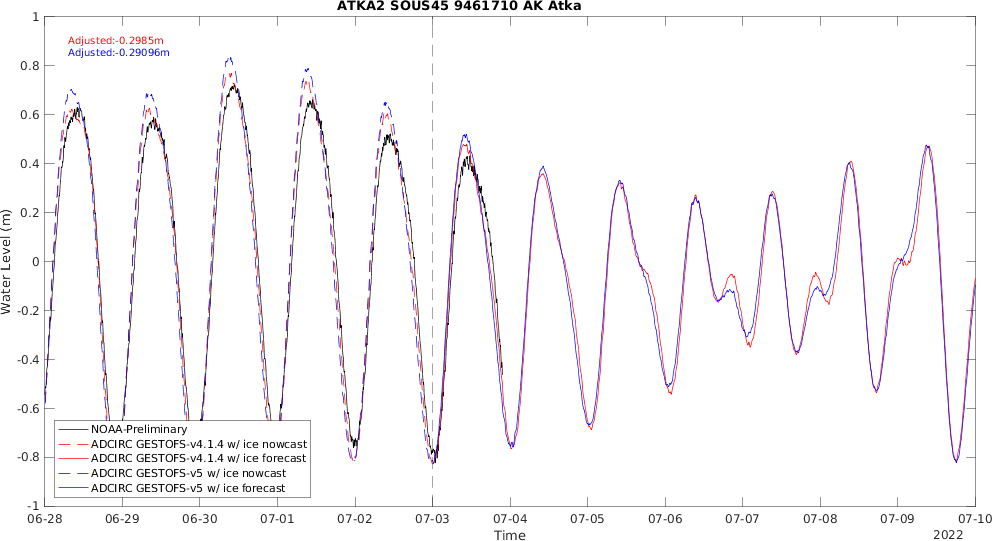 ATKA2 SOUS45 9461710 AK Atka
Adjusted:-0.2985m
Adjusted:-0.29096m
1
0.8
0.6
0.4
0.2
0
-0.2
-0.4
-0.6
-0.8
-1
Water Level (m)
NOAA-Preliminary
ADCIRC GESTOFS-v4.1.4 w/ ice nowcast
ADCIRC GESTOFS-v4.1.4 w/ ice forecast
ADCIRC GESTOFS-v5 w/ ice nowcast
ADCIRC GESTOFS-v5 w/ ice forecast
06-28 06-29 06-30 07-01 07-02 07-03 07-04 07-05 07-06 07-07 07-08 07-09 07-10
Time
2022